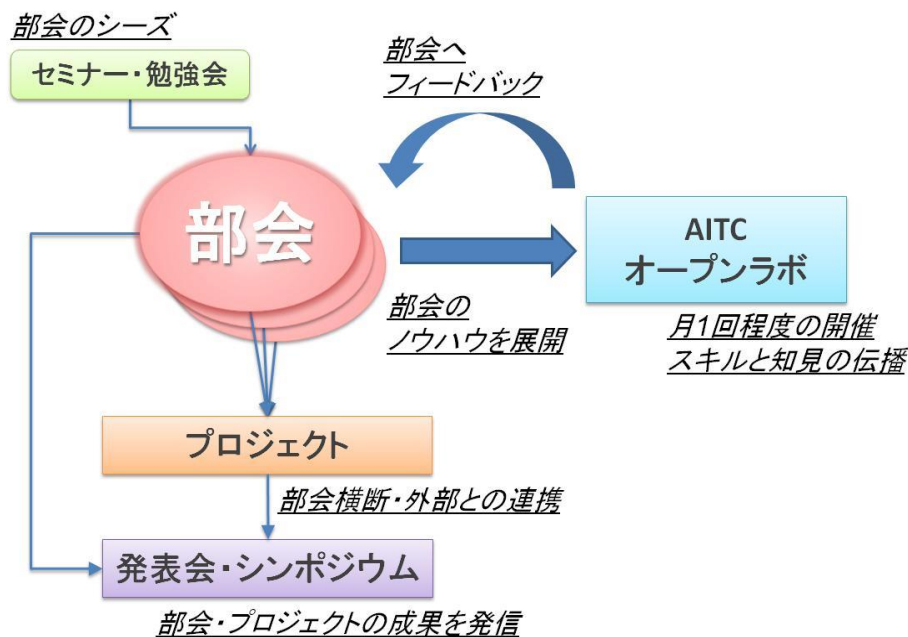 部会のシーズ
セミナー・勉強会
部会へ
フィードバック
部会
AITC
オープンラボ
部会の
ノウハウを展開
月1回程度の開催
スキルと知見の伝播
プロジェクト
部会横断・外部との連携
発表会・シンポジウム
部会・プロジェクトの成果を発信